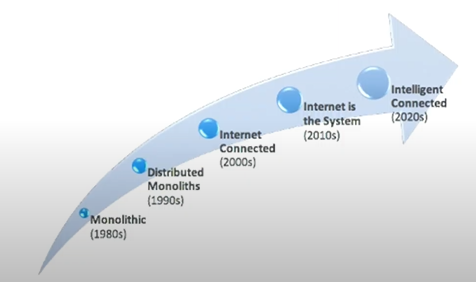 Monolithic
(1980s)
Distributed
Monoliths
(1990s)
Internet
Connected
(2000s)
Internet is
the System
(2010s)
Intelligent
Connected
(2020s)